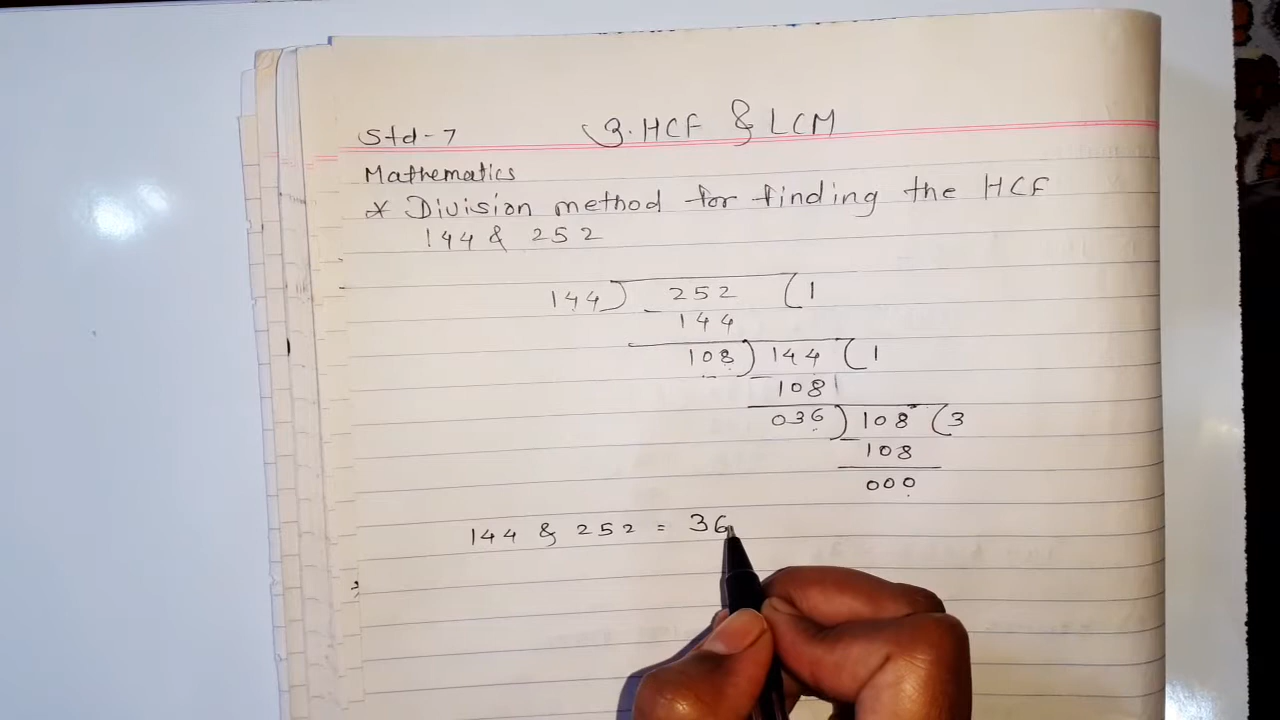 Std-7 3. HCF & LCM
Mathematics
* Division method for finding the HCF
144 & 252
144) 252 (1
144
108) 144 (1
108
036) 108 (3
108
000
144 & 252 = 36